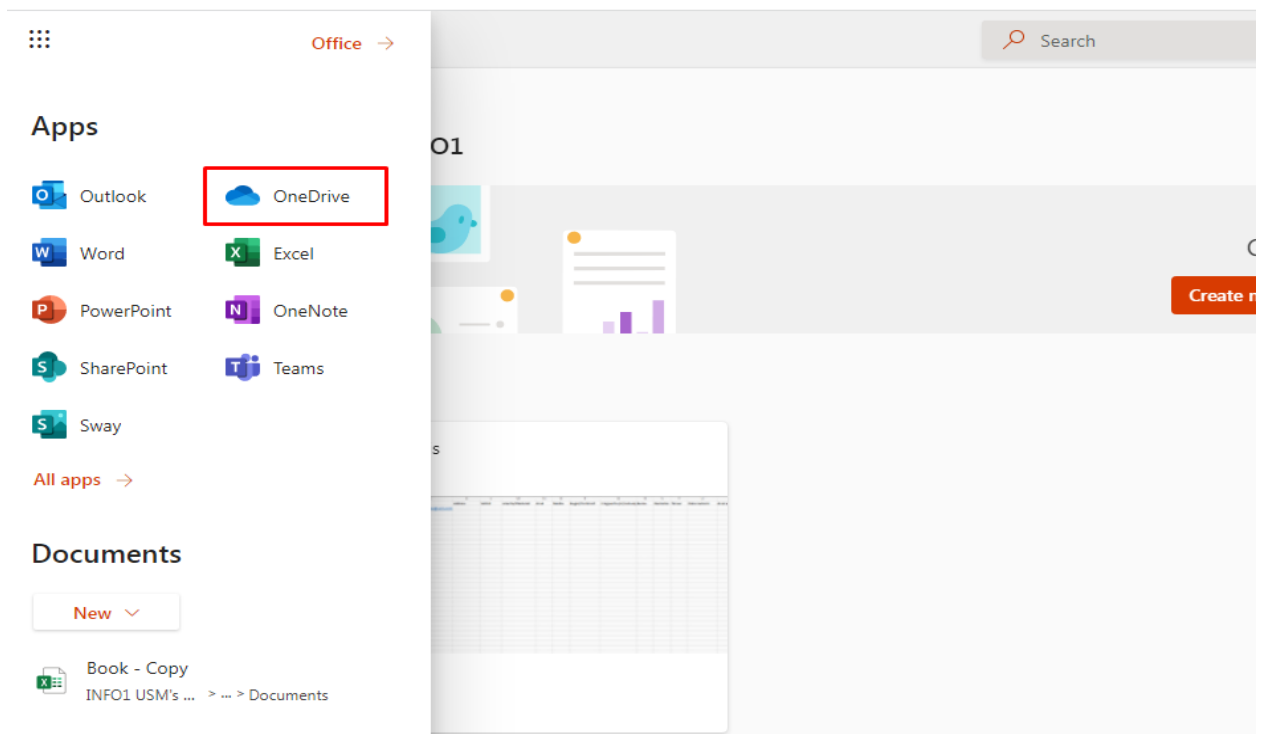 Office →
Search
Apps
O1
Outlook
OneDrive
Word
Excel
Create
PowerPoint
OneNote
SharePoint
Teams
Sway
s
All apps →
Documents
New
Book - Copy
INFO1 USM's ... > ... > Documents